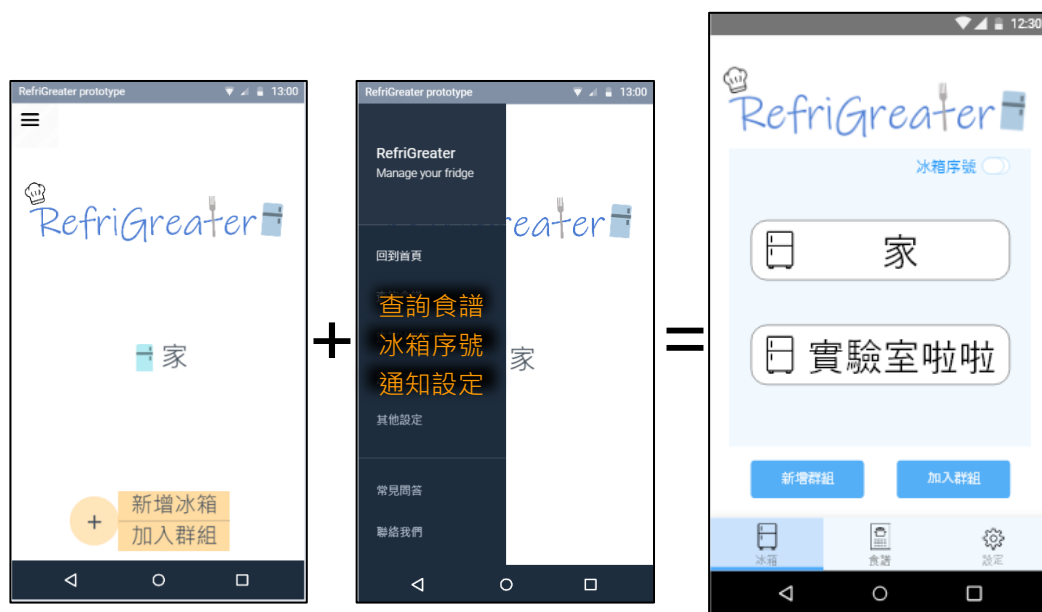 RefriGreater prototype
13:00
RefriGreater
家
+
新增冰箱
加入群組
+
RefriGreater prototype
13:00
RefriGreater
Manage your fridge
eater
回到首頁
查詢食譜
冰箱序號
通知設定
家
其他設定
常見問答
聯絡我們
=
12:30
RefriGreater
冰箱序號
家
實驗室啦啦
新增群組
加入群組
冰箱
食譜
設定